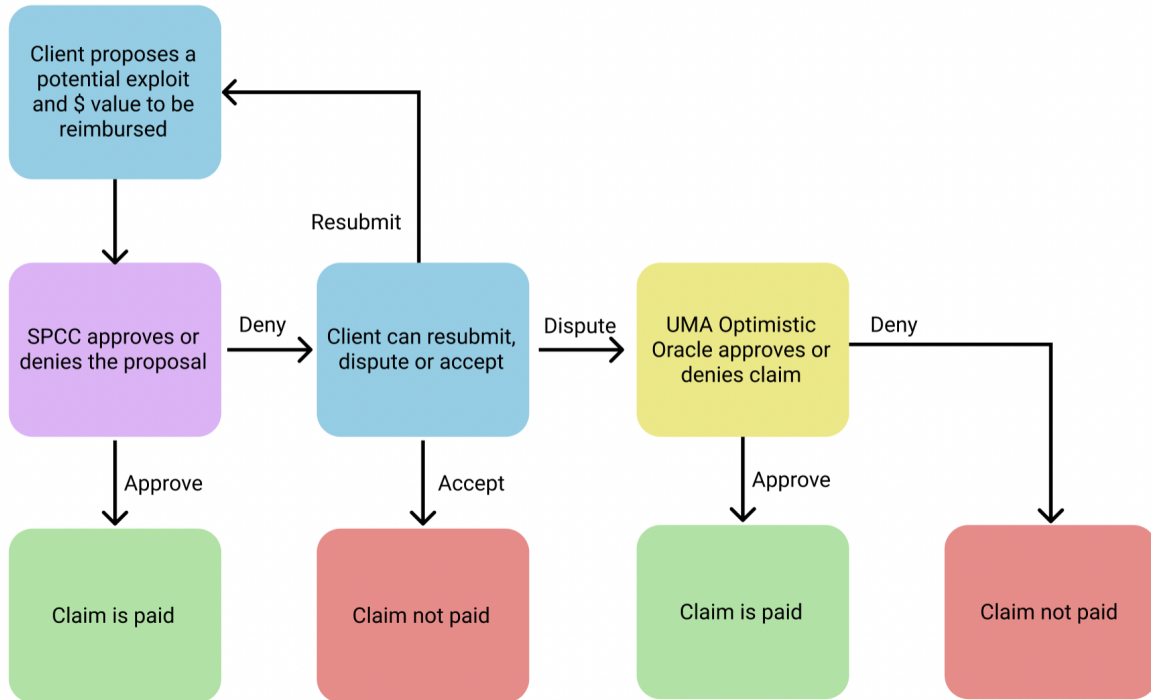 Client proposes a
potential exploit
and $ value to be
reimbursed
Resubmit
SPCC approves or
denies the proposal
Deny
Client can resubmit,
dispute or accept
Dispute
UMA Optimistic
Oracle approves or
denies claim
Deny
Approve
Accept
Approve
Claim is paid
Claim not paid
Claim is paid
Claim not paid